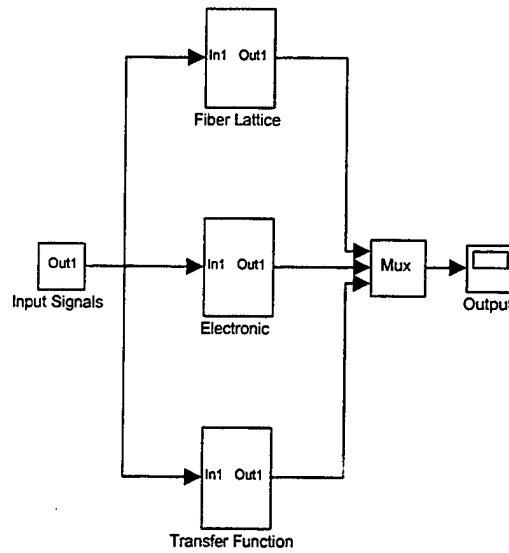 In1 Out1
Fiber Lattice
Out1
Input Signals
In1 Out1
Electronic
Mux
Output
In1 Out1
Transfer Function